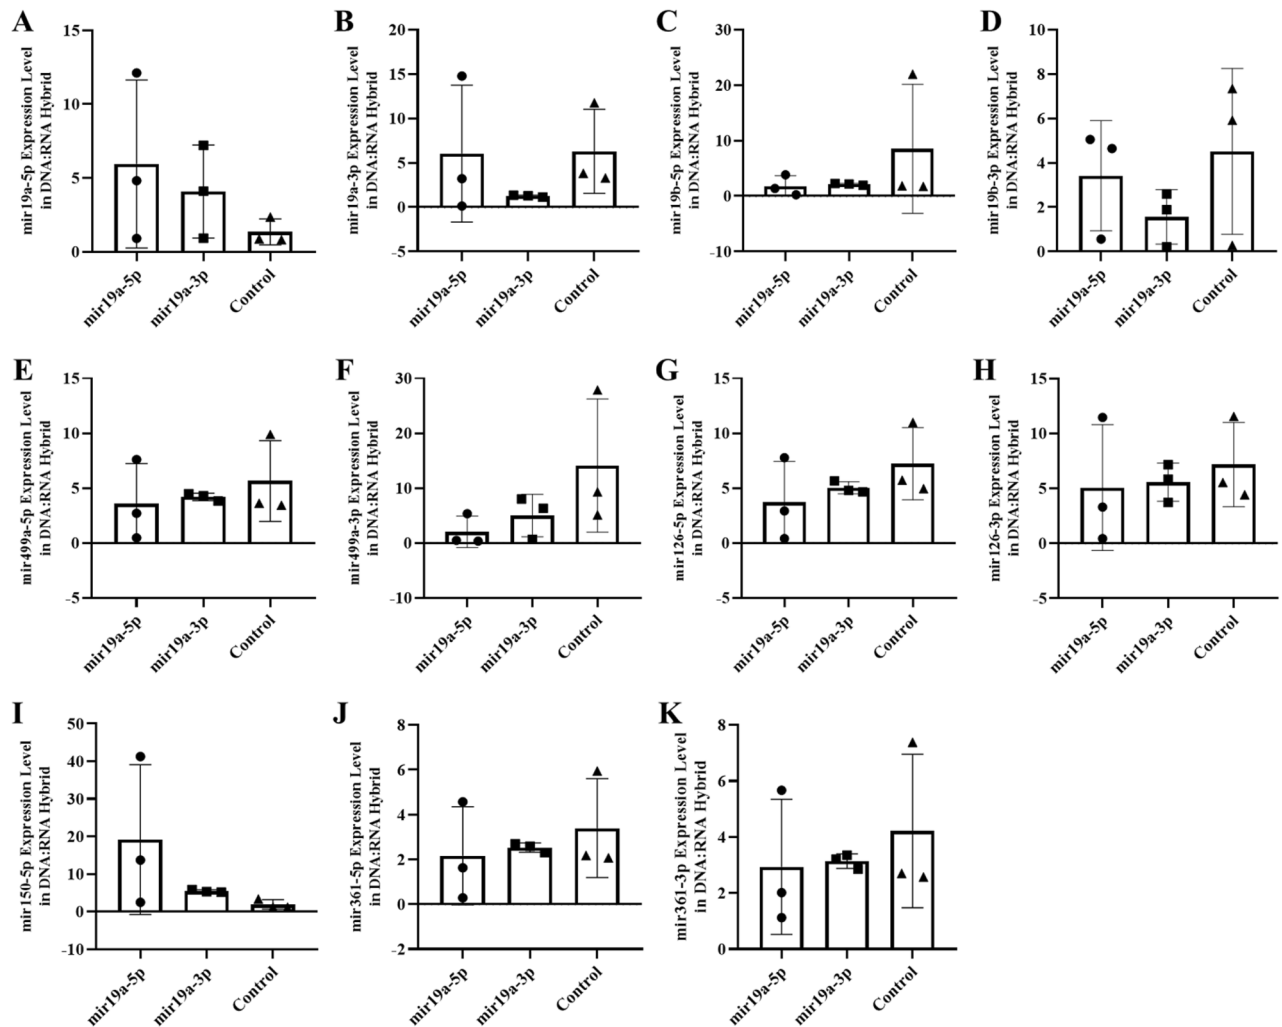 A
mir19a-5p Expression Level
in DNA:RNA Hybrid
15
10
5
0
mir19a-5p
mir19a-3p
Control
B
mir19a-3p Expression Level
in DNA:RNA Hybrid
20
15
10
5
0
-5
mir19a-5p
mir19a-3p
Control
C
mir19b-5p Expression Level
in DNA:RNA Hybrid
30
20
10
0
-10
mir19a-5p
mir19a-3p
Control
D
mir19b-3p Expression Level
in DNA:RNA Hybrid
10
8
6
4
2
0
mir19a-5p
mir19a-3p
Control
E
mir499a-5p Expression Level
in DNA:RNA Hybrid
15
10
5
0
-5
mir19a-5p
mir19a-3p
Control
F
mir499a-3p Expression Level
in DNA:RNA Hybrid
30
20
10
0
-10
mir19a-5p
mir19a-3p
Control
G
mir126-5p Expression Level
in DNA:RNA Hybrid
15
10
5
0
-5
mir19a-5p
mir19a-3p
Control
H
mir126-3p Expression Level
in DNA:RNA Hybrid
15
10
5
0
-5
mir19a-5p
mir19a-3p
Control
I
mir150-5p Expression Level
in DNA:RNA Hybrid
50
40
30
20
10
0
-10
mir19a-5p
mir19a-3p
Control
J
mir361-5p Expression Level
in DNA:RNA Hybrid
8
6
4
2
0
-2
mir19a-5p
mir19a-3p
Control
K
mir361-3p Expression Level
in DNA:RNA Hybrid
8
6
4
2
0
mir19a-5p
mir19a-3p
Control